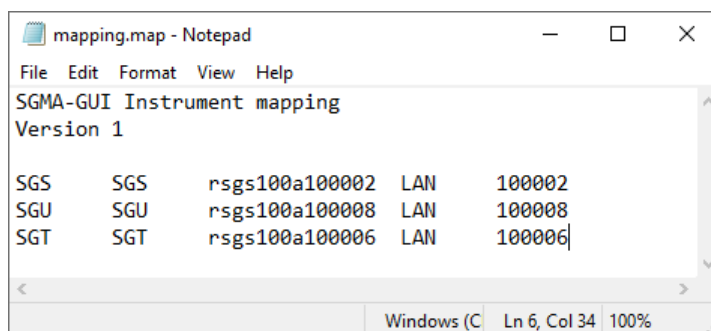 mapping.map - Notepad
File Edit Format View Help
SGMA-GUI Instrument mapping
Version 1
SGS SGS rsgs100a100002 LAN 100002
SGU SGU rsgs100a100008 LAN 100008
SGT SGT rsgs100a100006 LAN 100006
Windows (C Ln 6, Col 34 100%